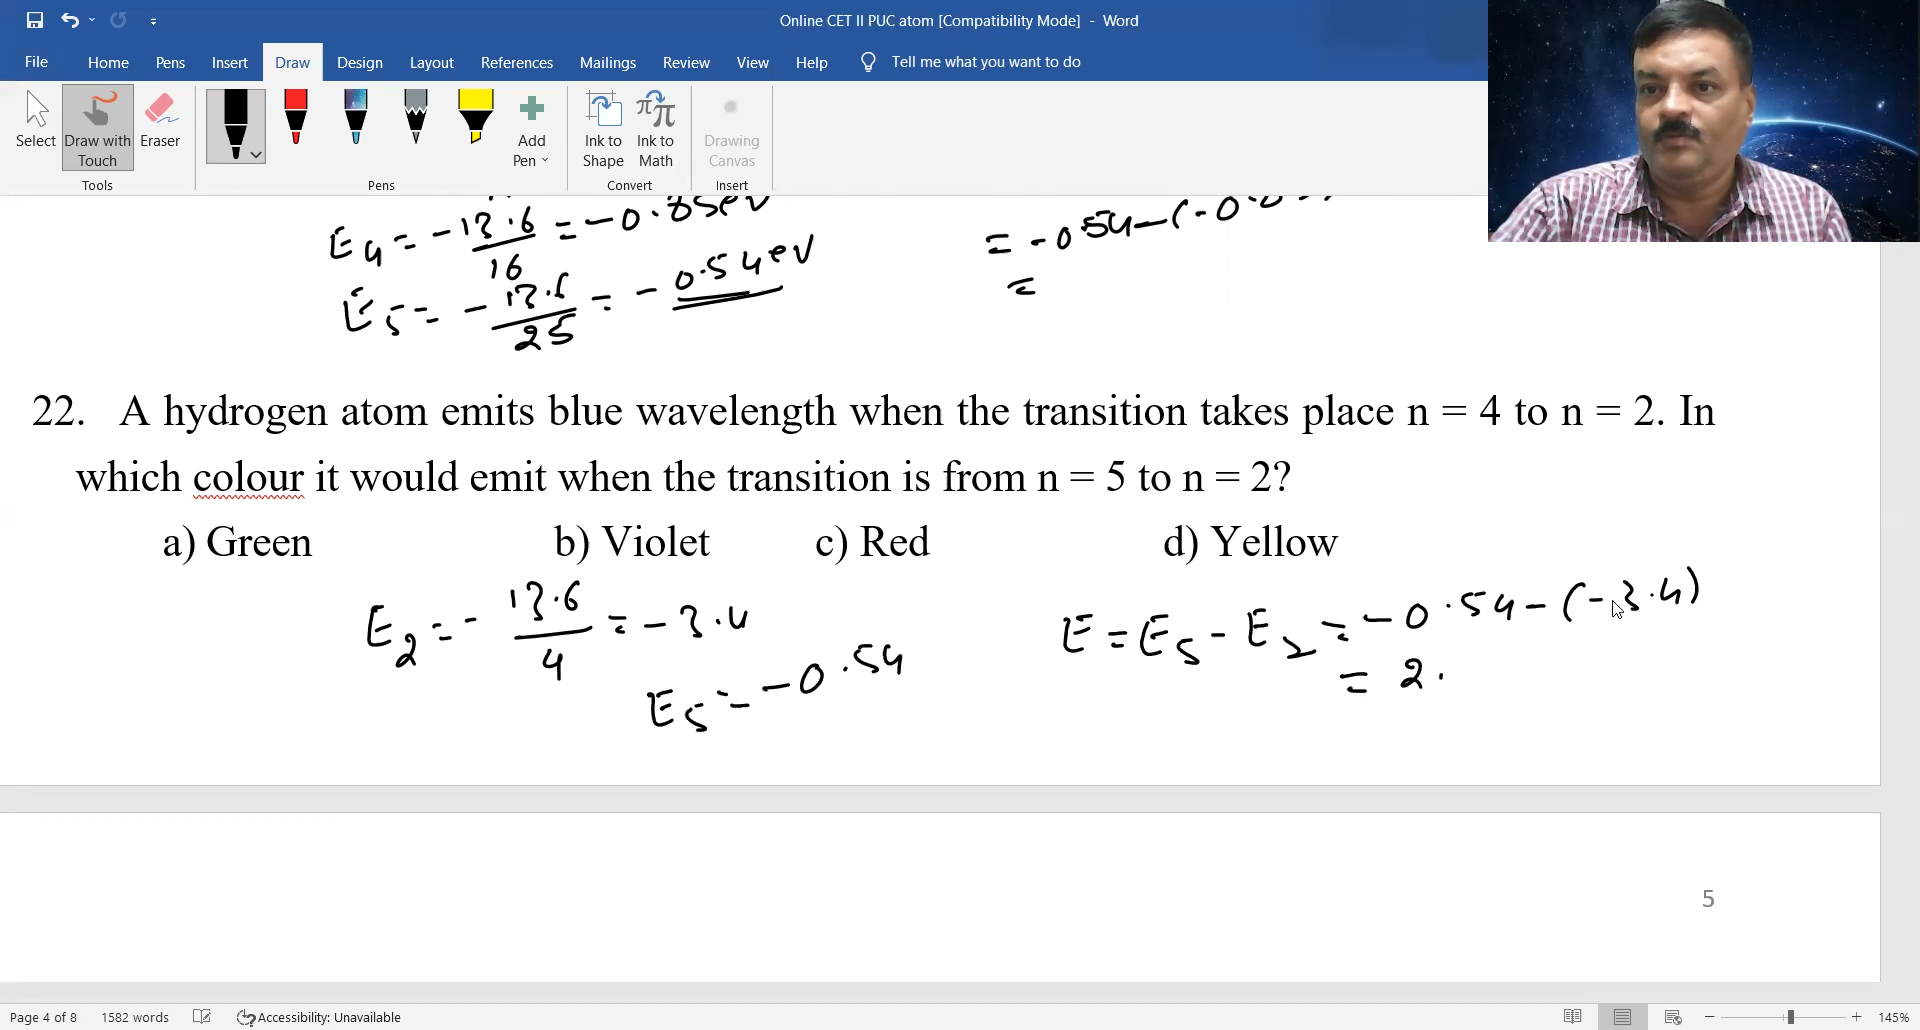 Online CET II PUC atom [Compatibility Mode] - Word
File Home Pens Insert Draw Design Layout References Mailings Review View Help Tell me what you want to do
Select Draw with Touch Eraser Add Pen Ink to Shape Ink to Math Drawing Canvas
Tools Pens Convert Insert
E4 = -13.6/16 = -0.85eV
= -0.54-(-0.
E5 = -13.6/25 = -0.54eV
=
22. A hydrogen atom emits blue wavelength when the transition takes place n = 4 to n = 2. In
which colour it would emit when the transition is from n = 5 to n = 2?
a) Green b) Violet c) Red d) Yellow
E2 = -13.6/4 = -3.4
E5 = -0.54
E = E5 - E2 = -0.54-(-3.4)
= 2.
5
Page 4 of 8 1582 words Accessibility: Unavailable 145%